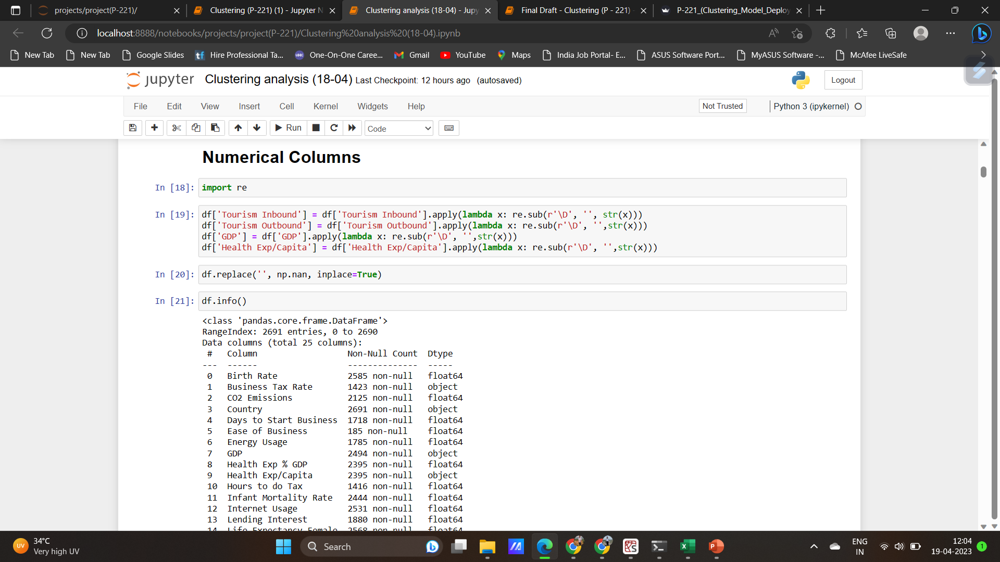 projects/project(P-221)/
Clustering (P-221) (1) - Jupyter N
Clustering analysis (18-04) - Jupy
Final Draft - Clustering (P - 221) -
P-221_(Clustering_Model_Deploy
localhost:8888/notebooks/projects/project(P-221)/Clustering%20analysis%20(18-04).ipynb
New Tab
New Tab
Google Slides
Hire Professional Ta...
One-On-One Caree...
Gmail
YouTube
Maps
India Job Portal- E...
ASUS Software Port...
MyASUS Software -...
McAfee LiveSafe
jupyter Clustering analysis (18-04) Last Checkpoint: 12 hours ago (autosaved)
Logout
File Edit View Insert Cell Kernel Widgets Help
Not Trusted
Python 3 (ipykernel)
Run
Code
Numerical Columns
In [18]: import re
In [19]: df['Tourism Inbound'] = df['Tourism Inbound'].apply(lambda x: re.sub(r'\D', '', str(x)))
df['Tourism Outbound'] = df['Tourism Outbound'].apply(lambda x: re.sub(r'\D', '',str(x)))
df['GDP'] = df['GDP'].apply(lambda x: re.sub(r'\D', '',str(x)))
df['Health Exp/Capita'] = df['Health Exp/Capita'].apply(lambda x: re.sub(r'\D', '',str(x)))
In [20]: df.replace('', np.nan, inplace=True)
In [21]: df.info()
<class 'pandas.core.frame.DataFrame'>
RangeIndex: 2691 entries, 0 to 2690
Data columns (total 25 columns):
# Column Non-Null Count Dtype
--- ------ -------------- -----
0 Birth Rate 2585 non-null float64
1 Business Tax Rate 1423 non-null object
2 CO2 Emissions 2125 non-null float64
3 Country 2691 non-null object
4 Days to Start Business 1718 non-null float64
5 Ease of Business 185 non-null float64
6 Energy Usage 1785 non-null float64
7 GDP 2494 non-null object
8 Health Exp % GDP 2395 non-null float64
9 Health Exp/Capita 2395 non-null object
10 Hours to do Tax 1416 non-null float64
11 Infant Mortality Rate 2444 non-null float64
12 Internet Usage 2531 non-null float64
13 Lending Interest 1880 non-null float64
14 Life Expectancy Female 2568 non-null float64
UV
34°C
Very high UV
Search
ENG
IN
12:04
19-04-2023
1